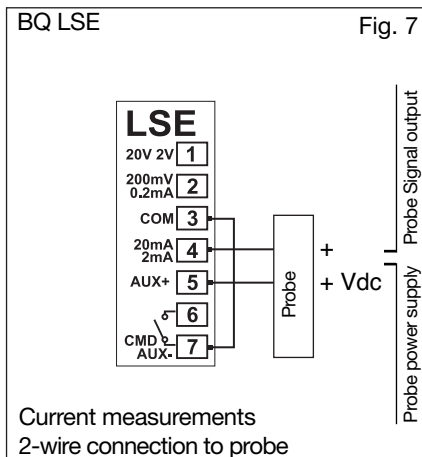 BQ LSE
Fig. 7
LSE
20V 2V 1
200mV
0.2mA 2
COM 3
20mA
2mA 4
AUX+ 5
6
CMD
AUX- 7
Probe
+
+ Vdc
Probe Signal output
Probe power supply
Current measurements
2-wire connection to probe